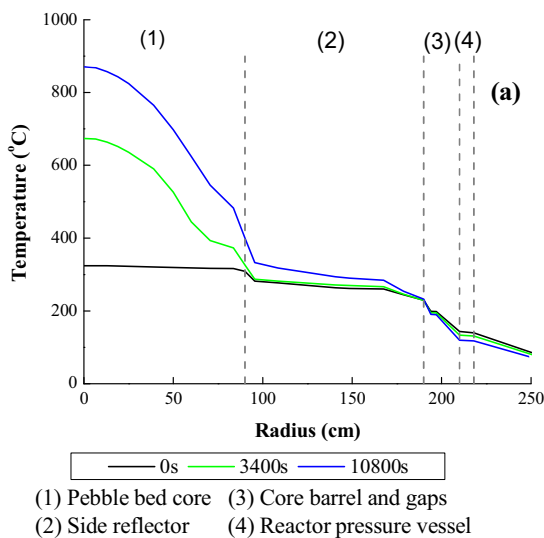 (1) (2) (3) (4)
(a)
1000
800
600
400
200
0
Temperature (°C)
0 50 100 150 200 250
Radius (cm)
0s 3400s 10800s
(1) Pebble bed core (3) Core barrel and gaps
(2) Side reflector (4) Reactor pressure vessel